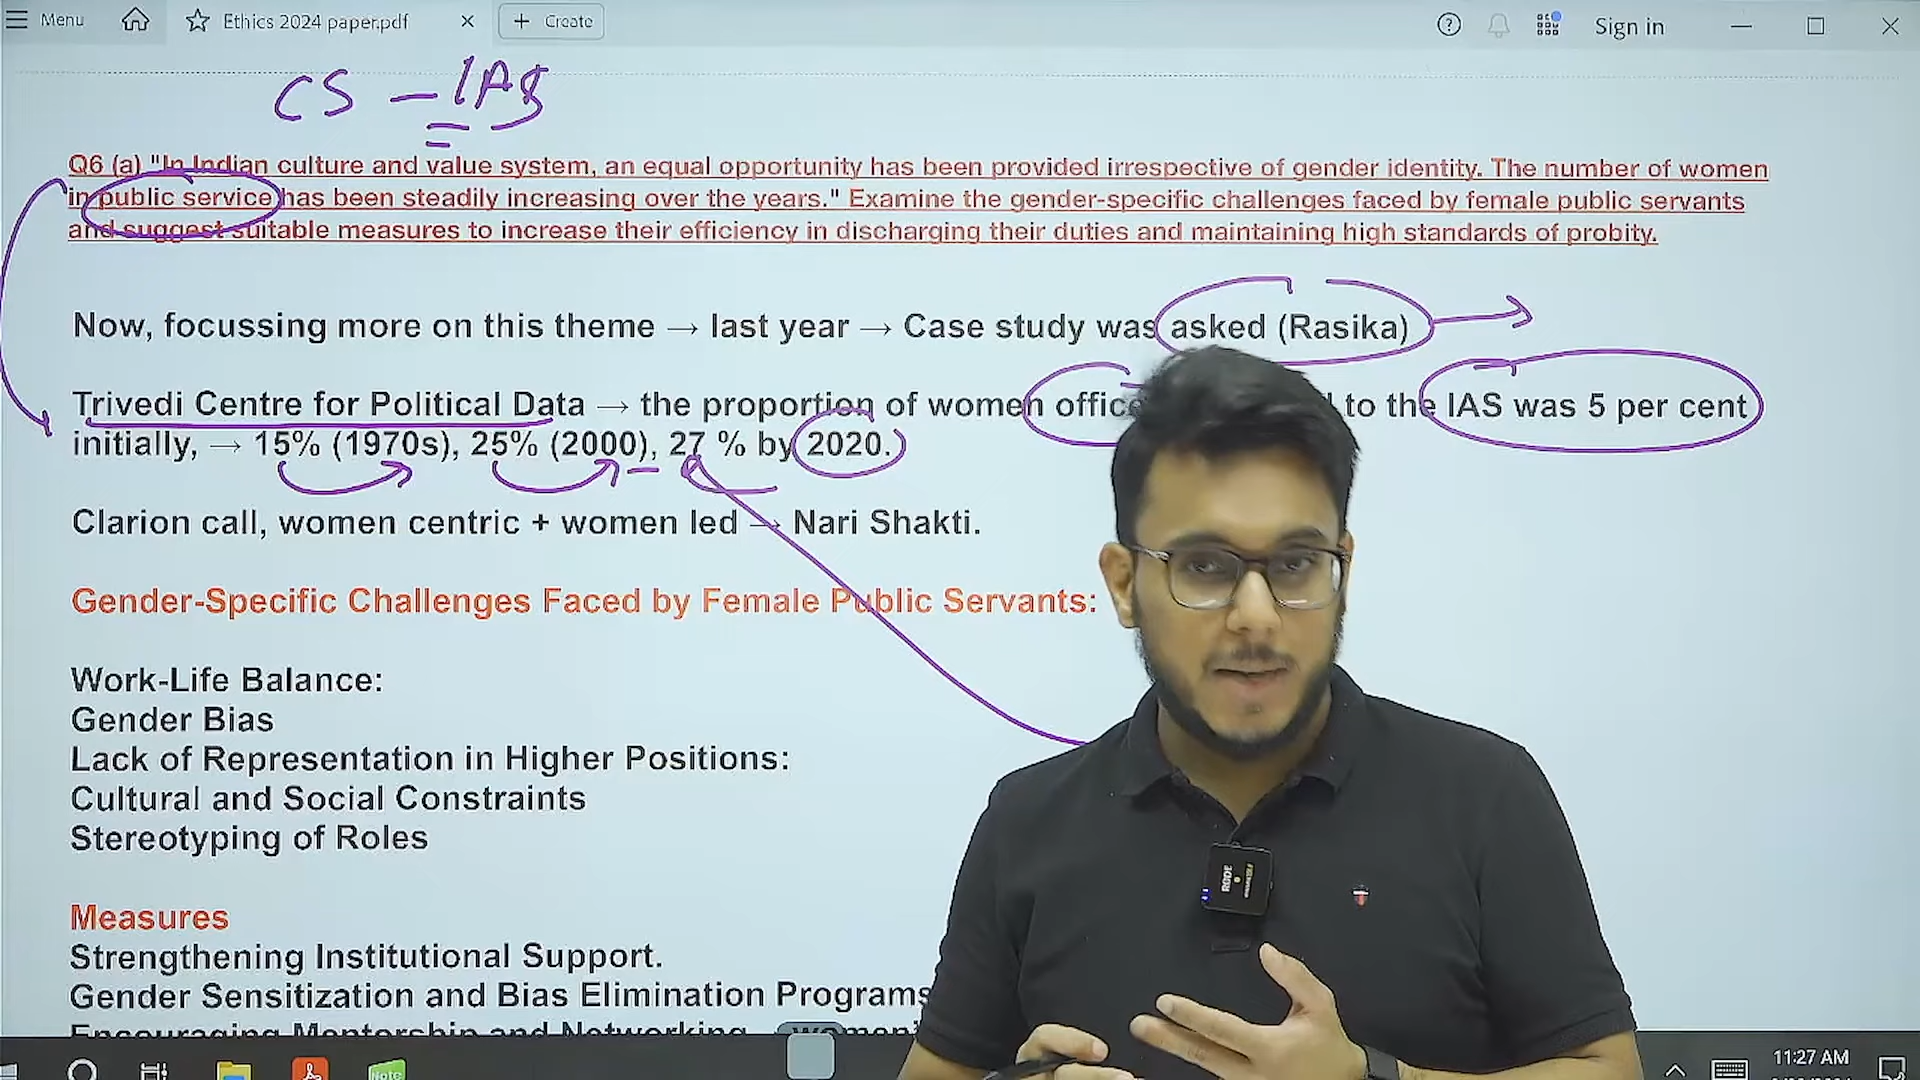 Menu
Ethics 2024 paper.pdf
Create
Sign in
CS - IAS
Q6 (a) "In Indian culture and value system, an equal opportunity has been provided irrespective of gender identity. The number of women
in public service has been steadily increasing over the years." Examine the gender-specific challenges faced by female public servants
and suggest suitable measures to increase their efficiency in discharging their duties and maintaining high standards of probity.
Now, focussing more on this theme → last year → Case study was asked (Rasika)
Trivedi Centre for Political Data → the proportion of women to the IAS was 5 per cent
initially, → 15% (1970s), 25% (2000), 27 % by 2020.
Clarion call, women centric + women led → Nari Shakti.
Gender-Specific Challenges Faced by Female Public Servants:
Work-Life Balance:
Gender Bias
Lack of Representation in Higher Positions:
Cultural and Social Constraints
Stereotyping of Roles
Measures
Strengthening Institutional Support.
Gender Sensitization and Bias Elimination Programs
Encouraging Mentorship and Networking
RODE
Note
11:27 AM